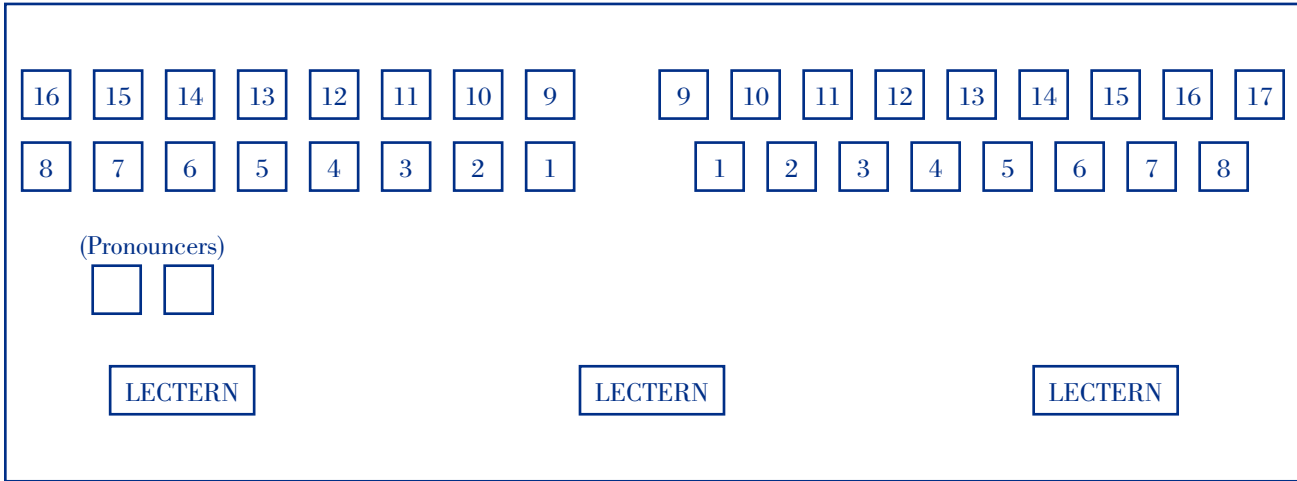 16 15 14 13 12 11 10 9 9 10 11 12 13 14 15 16 17
8 7 6 5 4 3 2 1 1 2 3 4 5 6 7 8
(Pronouncers)
LECTERN LECTERN LECTERN